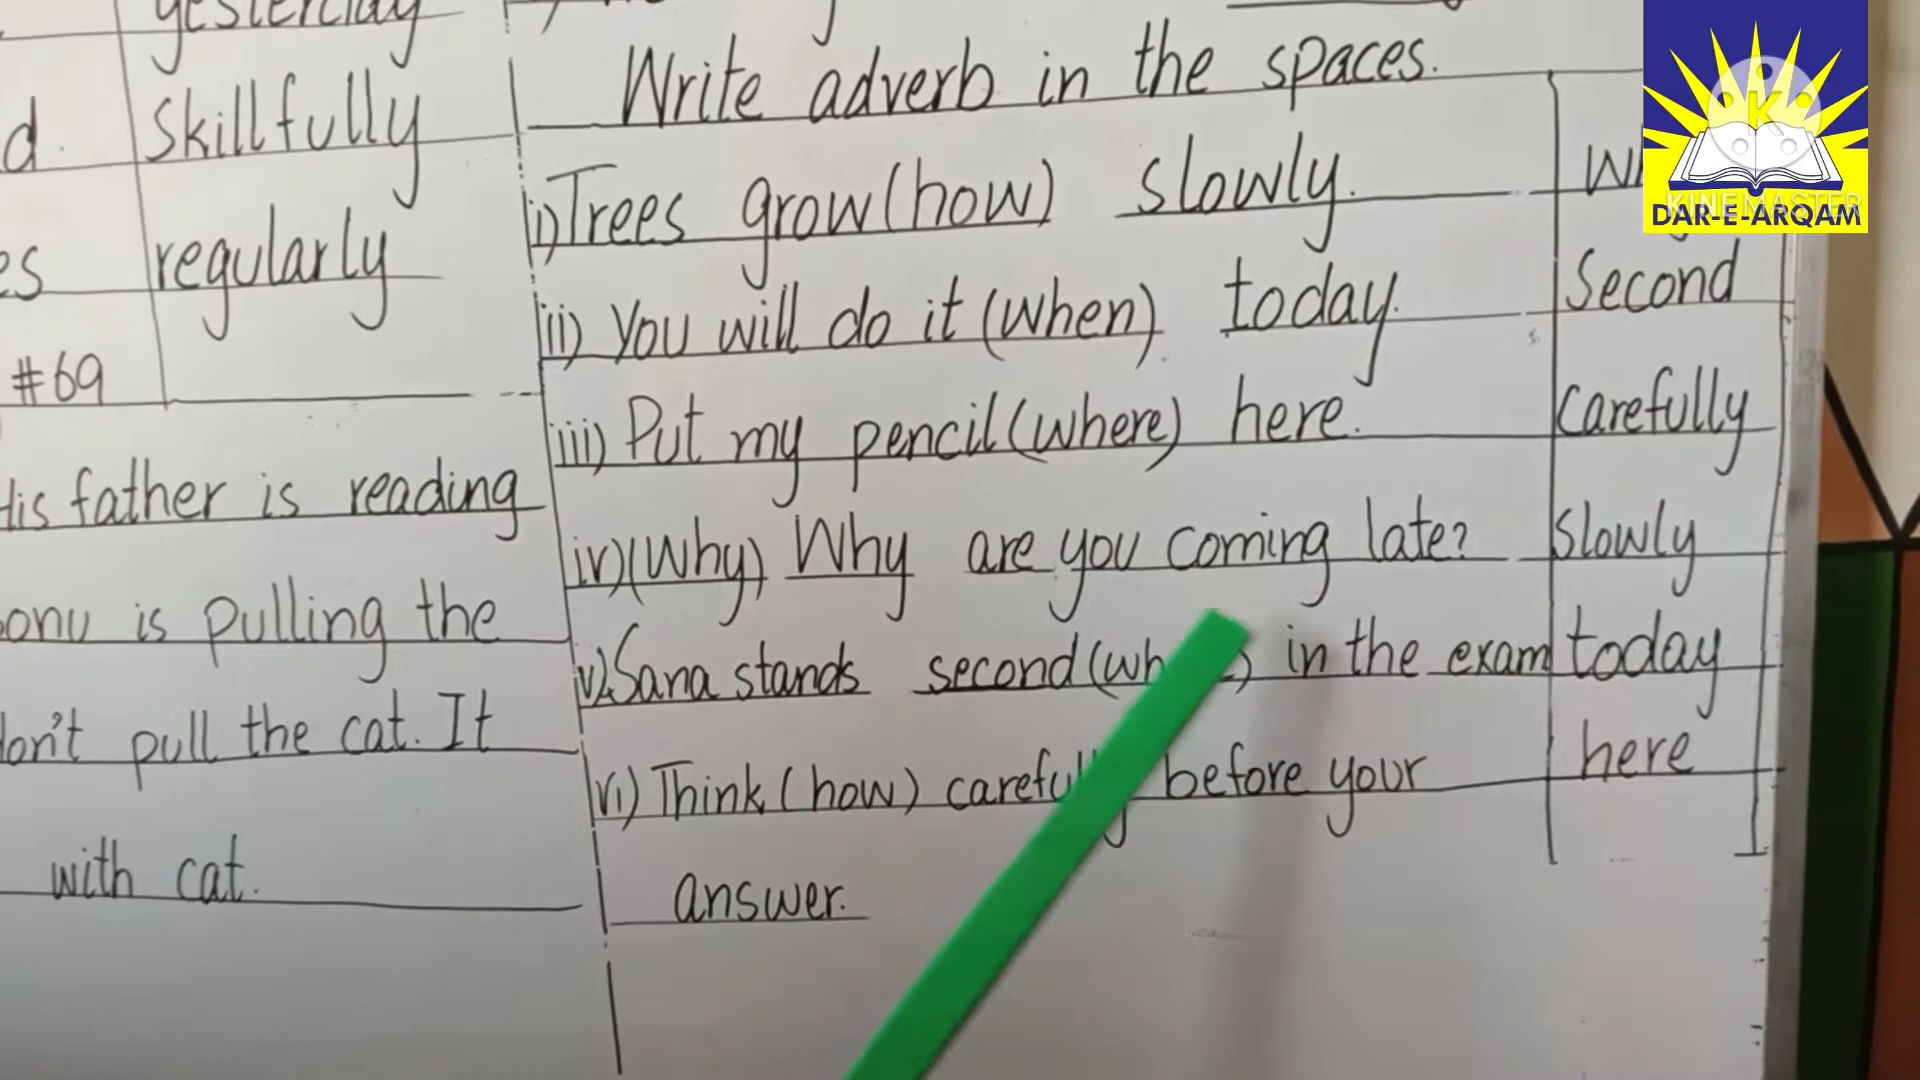 yesterday
d. skillfully
es regularly
#69
His father is reading
onu is pulling the
don't pull the cat. It
with cat.
Write adverb in the spaces.
i) Trees grow (how) slowly.
ii) You will do it (when) today.
iii) Put my pencil (where) here.
iv) (Why) Why are you coming late?
v) Sana stands second (wh in the exam
vi) Think (how) carefully before your
answer.
Second
carefully
slowly
today
here
KINEMASTER
DAR-E-ARQAM